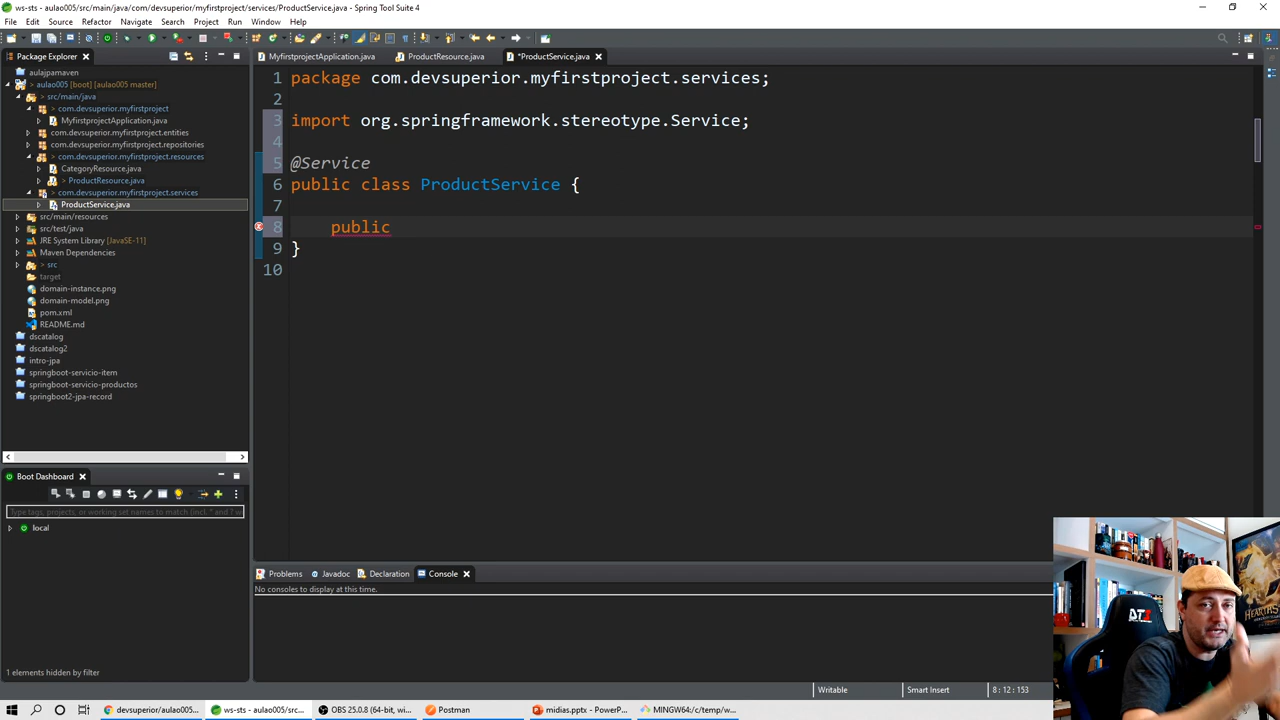 ws-sts - aulao005/src/main/java/com/devsuperior/myfirstproject/services/ProductService.java - Spring Tool Suite 4
File Edit Source Refactor Navigate Search Project Run Window Help
Package Explorer
MyfirstprojectApplication.java
ProductResource.java
*ProductService.java
aulajpamaven
> aulao005 [boot] [aulao005 master]
> src/main/java
> com.devsuperior.myfirstproject
MyfirstprojectApplication.java
com.devsuperior.myfirstproject.entities
com.devsuperior.myfirstproject.repositories
> com.devsuperior.myfirstproject.resources
CategoryResource.java
> ProductResource.java
> com.devsuperior.myfirstproject.services
ProductService.java
src/main/resources
src/test/java
JRE System Library [JavaSE-11]
Maven Dependencies
> src
target
domain-instance.png
domain-model.png
pom.xml
README.md
dscatalog
dscatalog2
intro-jpa
springboot-servicio-item
springboot-servicio-productos
springboot2-jpa-record
1 package com.devsuperior.myfirstproject.services;
2
3 import org.springframework.stereotype.Service;
4
5 @Service
6 public class ProductService {
7
8 public
9 }
10
Boot Dashboard
Type tags, projects, or working set names to match (incl. * and ? w
local
1 elements hidden by filter
Problems Javadoc Declaration Console
No consoles to display at this time.
DT3
HEARTHS
Writable Smart Insert 8 : 12 : 153
devsuperior/aulao005...
ws-sts - aulao005/src...
OBS 25.0.8 (64-bit, wi...
Postman
midias.pptx - PowerP...
MINGW64:/c/temp/w...